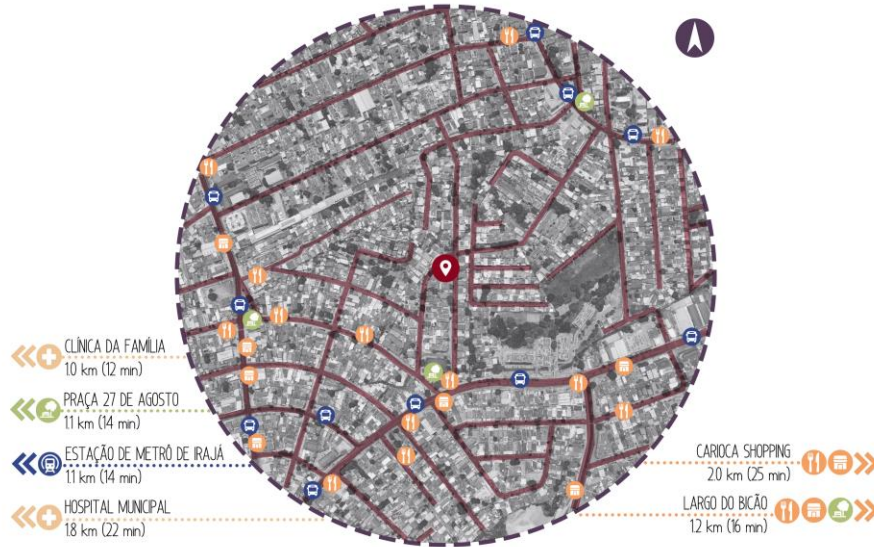 CLÍNICA DA FAMÍLIA
1.0 km (12 min)
PRAÇA 27 DE AGOSTO
1.1 km (14 min)
ESTAÇÃO DE METRÔ DE IRAJÁ
1.1 km (14 min)
HOSPITAL MUNICIPAL
1.8 km (22 min)
CARIOCA SHOPPING
2.0 km (25 min)
LARGO DO BICÃO
1.2 km (16 min)